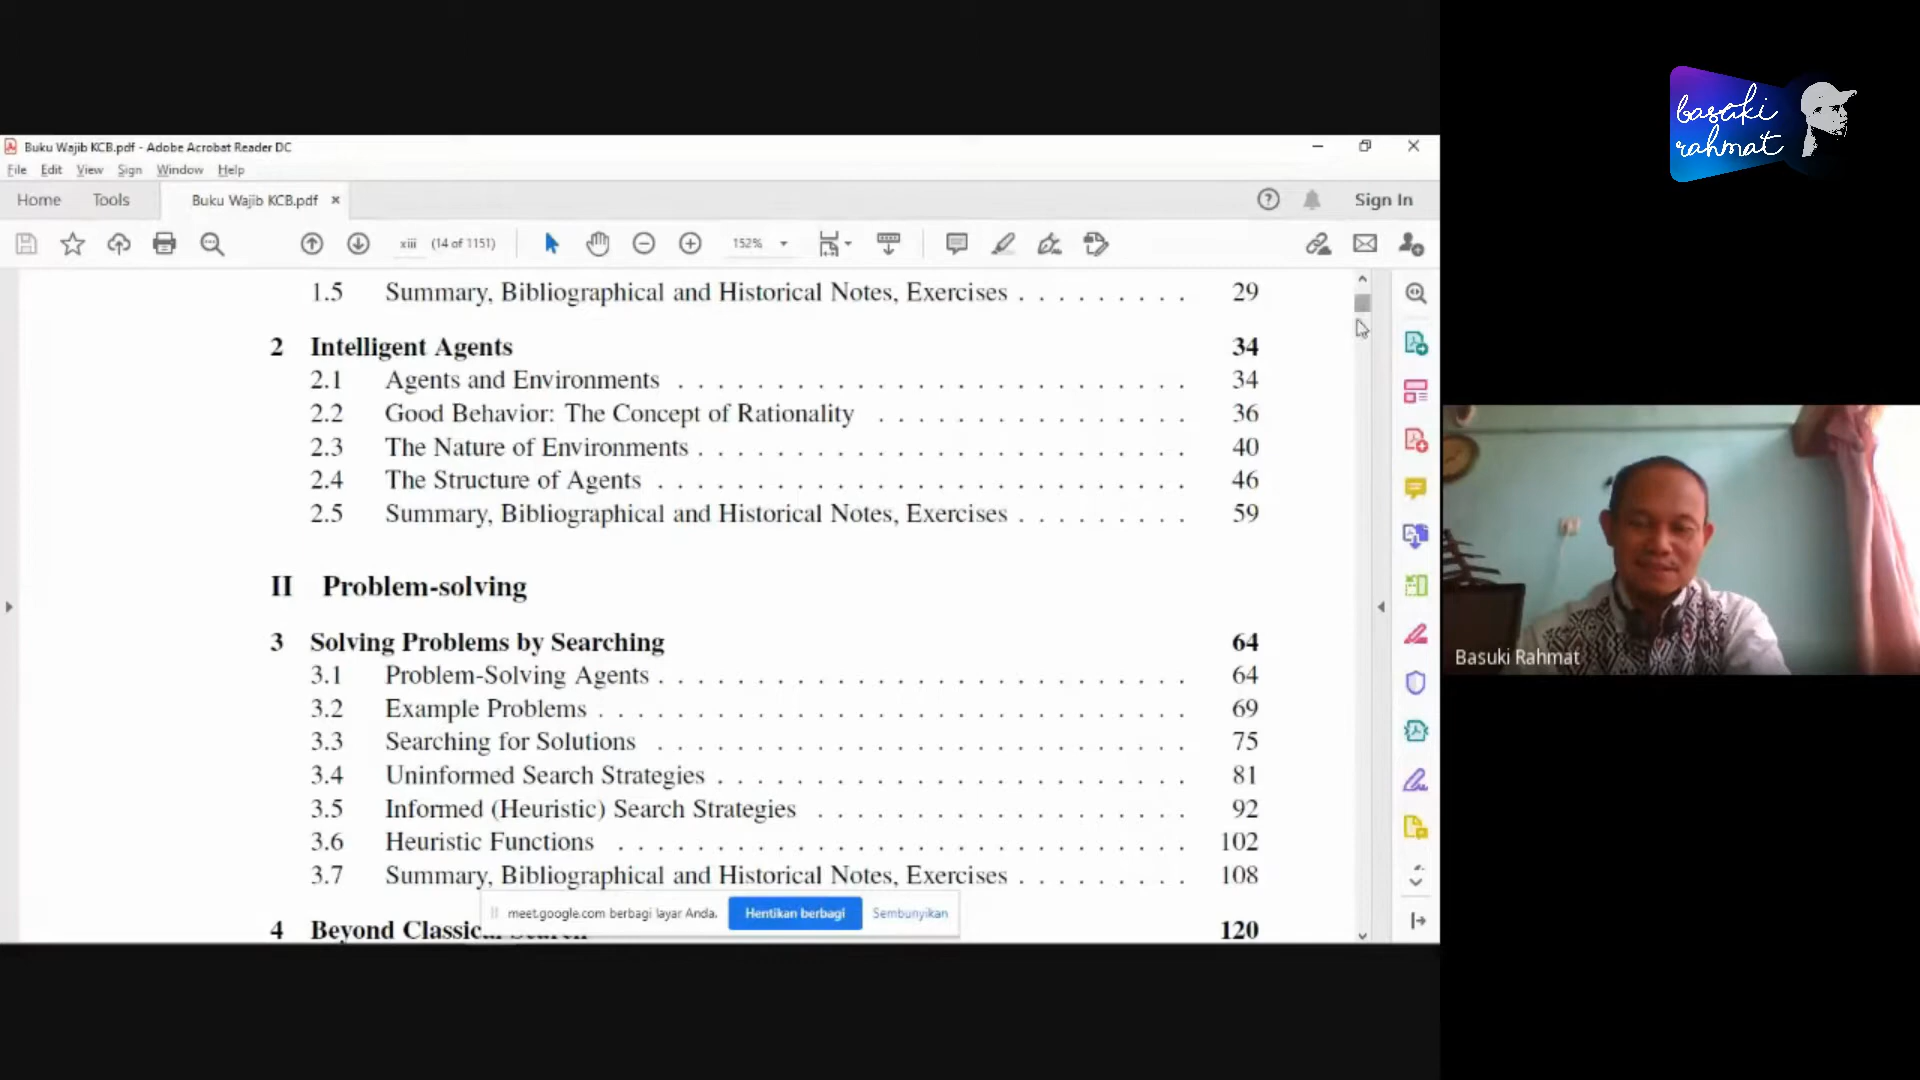 basuki
rahmat
Buku Wajib KCB.pdf - Adobe Acrobat Reader DC
File Edit View Sign Window Help
Home Tools Buku Wajib KCB.pdf × Sign In
xiii (14 of 1151) 152%
1.5 Summary, Bibliographical and Historical Notes, Exercises . . . . . . . . . 29
2 Intelligent Agents 34
2.1 Agents and Environments . . . . . . . . . . . . . . . . . . . . . . . . . . 34
2.2 Good Behavior: The Concept of Rationality . . . . . . . . . . . . . . . . 36
2.3 The Nature of Environments . . . . . . . . . . . . . . . . . . . . . . . . . 40
2.4 The Structure of Agents . . . . . . . . . . . . . . . . . . . . . . . . . . . 46
2.5 Summary, Bibliographical and Historical Notes, Exercises . . . . . . . . . 59
II Problem-solving
3 Solving Problems by Searching 64
3.1 Problem-Solving Agents . . . . . . . . . . . . . . . . . . . . . . . . . . . 64
3.2 Example Problems . . . . . . . . . . . . . . . . . . . . . . . . . . . . . . 69
3.3 Searching for Solutions . . . . . . . . . . . . . . . . . . . . . . . . . . . 75
3.4 Uninformed Search Strategies . . . . . . . . . . . . . . . . . . . . . . . . 81
3.5 Informed (Heuristic) Search Strategies . . . . . . . . . . . . . . . . . . . 92
3.6 Heuristic Functions . . . . . . . . . . . . . . . . . . . . . . . . . . . . . 102
3.7 Summary, Bibliographical and Historical Notes, Exercises . . . . . . . . . 108
meet.google.com berbagi layar Anda. Hentikan berbagi Sembunyikan
4 Beyond Classical Search 120
Basuki Rahmat